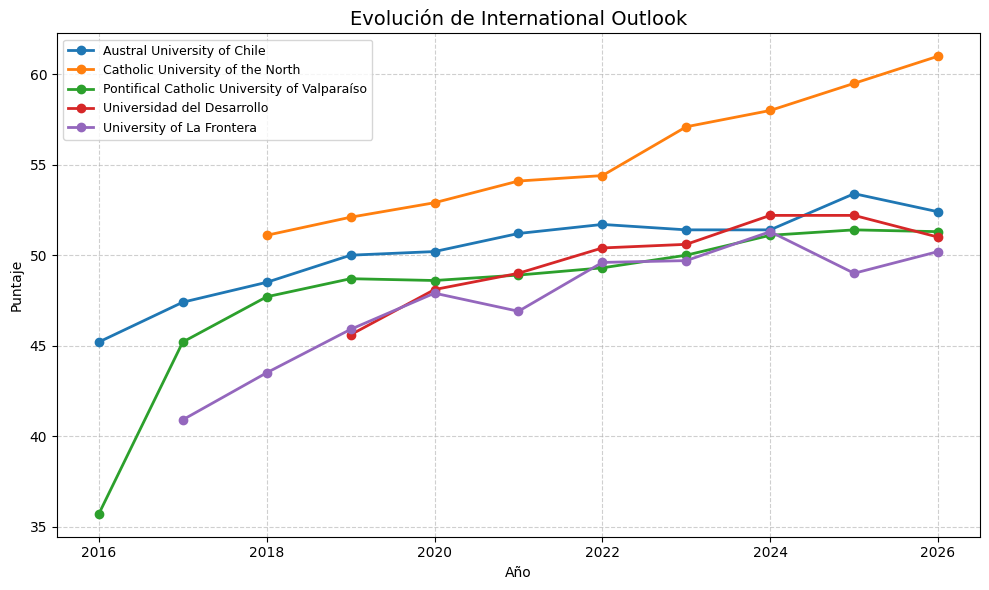 Evolución de International Outlook
Austral University of Chile
Catholic University of the North
Pontifical Catholic University of Valparaíso
Universidad del Desarrollo
University of La Frontera
Puntaje
60
55
50
45
40
35
2016
2018
2020
2022
2024
2026
Año